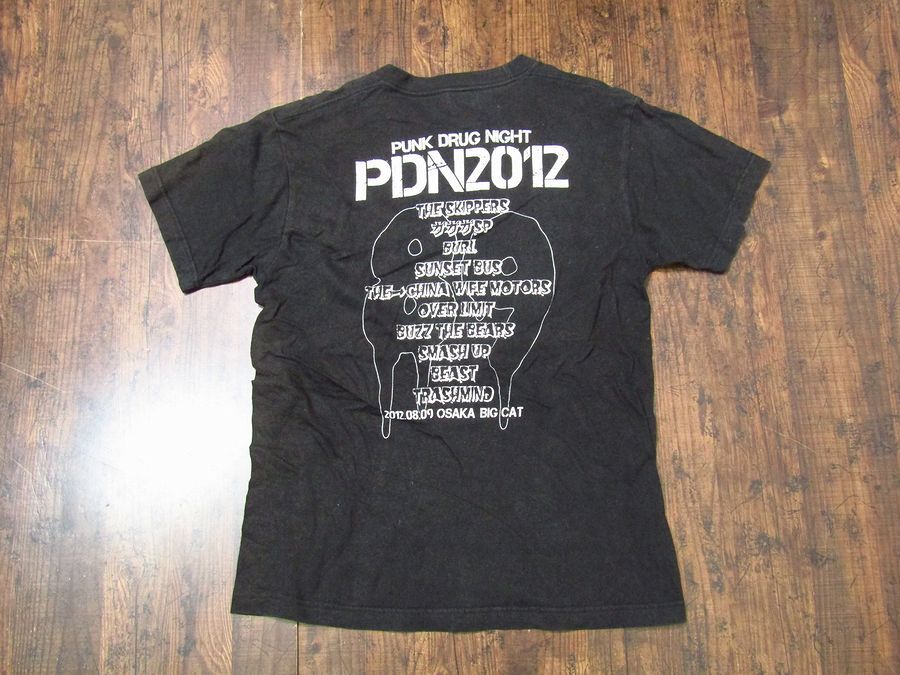 PUNK DRUG NIGHT
PDN2012
THE SKIPPERS
ガガガSP
BURL
SUNSET BUS
THE→CHINA WIFE MOTORS
OVER LIMIT
BUZZ THE BEARS
SMASH UP
BEAST
TRASHMIND
2012.08.09 OSAKA BIG CAT